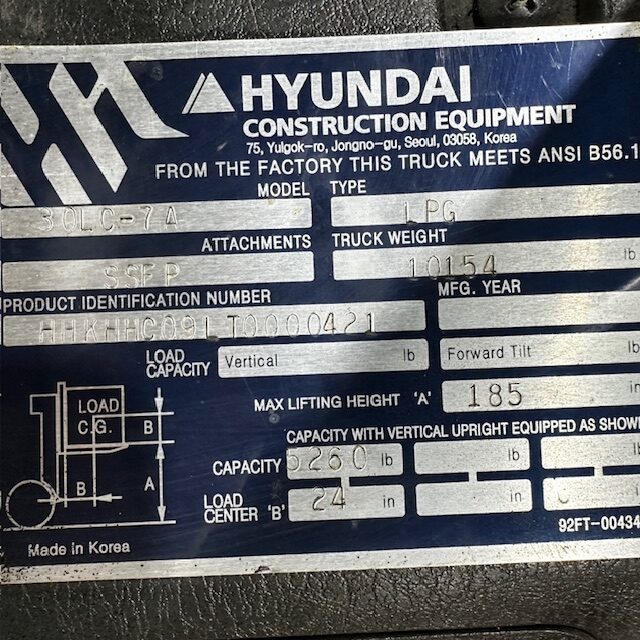 HYUNDAI
CONSTRUCTION EQUIPMENT
75, Yulgok-ro, Jongno-gu, Seoul, 03058, Korea
FROM THE FACTORY THIS TRUCK MEETS ANSI B56.1
MODEL TYPE
30LC-7A LPG
ATTACHMENTS TRUCK WEIGHT
SSFP 10154 lb
PRODUCT IDENTIFICATION NUMBER MFG. YEAR
HHKHHC09LT0000421
LOAD CAPACITY Vertical lb Forward Tilt lb
MAX LIFTING HEIGHT 'A' 185 in
CAPACITY WITH VERTICAL UPRIGHT EQUIPPED AS SHOW
CAPACITY 5260 lb lb lb
LOAD CENTER 'B' 24 in in in
LOAD
C.G. B
B A
92FT-00434
Made in Korea